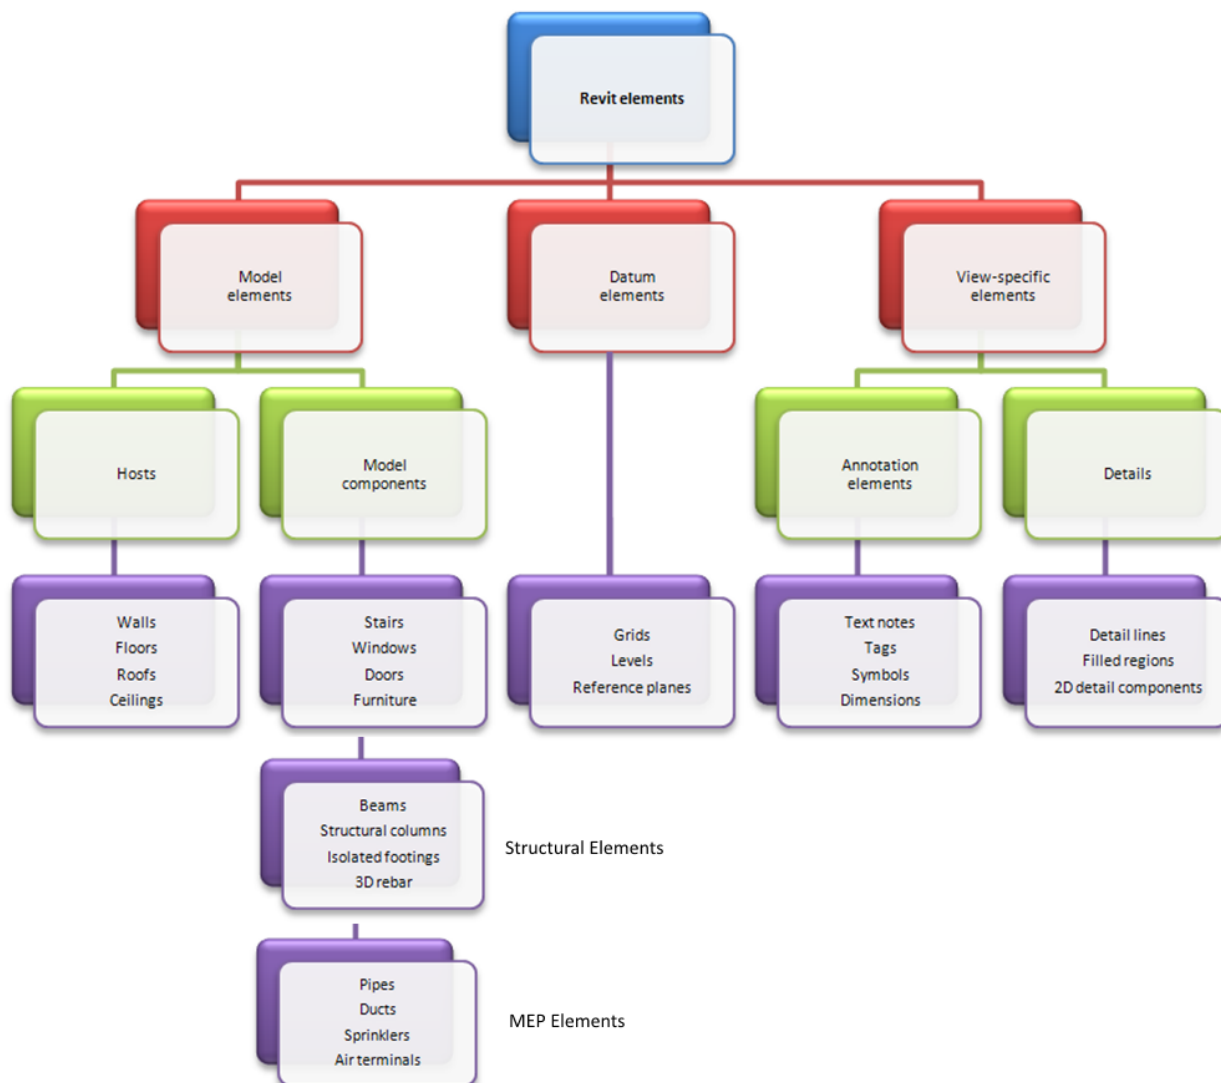 Revit elements
Model
elements
Datum
elements
View-specific
elements
Hosts
Model
components
Annotation
elements
Details
Walls
Floors
Roofs
Ceilings
Stairs
Windows
Doors
Furniture
Grids
Levels
Reference planes
Text notes
Tags
Symbols
Dimensions
Detail lines
Filled regions
2D detail components
Beams
Structural columns
Isolated footings
3D rebar
Structural Elements
Pipes
Ducts
Sprinklers
Air terminals
MEP Elements